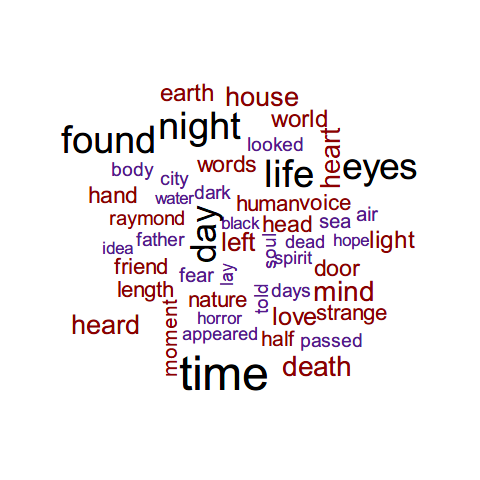 earth
house
found
night
world
looked
heart
body
city
words
life
eyes
hand
water
dark
human
voice
raymond
day
black
head
sea
air
idea
father
left
soul
dead
hope
light
friend
fear
lay
spirit
door
length
nature
told
days
mind
heard
moment
horror
love
strange
appeared
half
passed
time
death